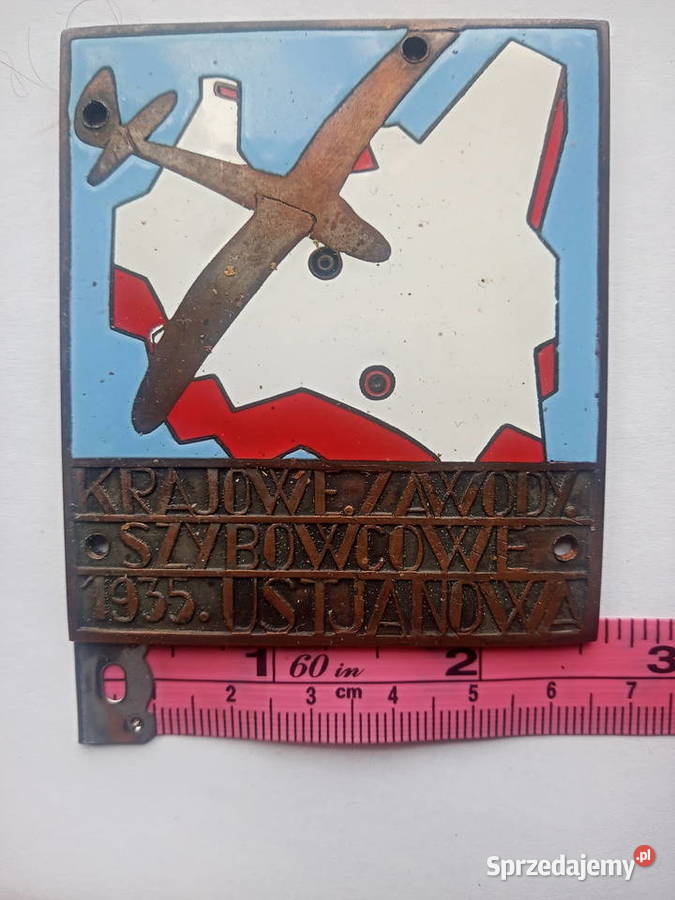 KRAJOWE.ZAWODY.
SZYBOWCOWE
1935. USTJANOWA
1 60 in 2 3
2 3 cm 4 5 6 7
Sprzedajemy.pl